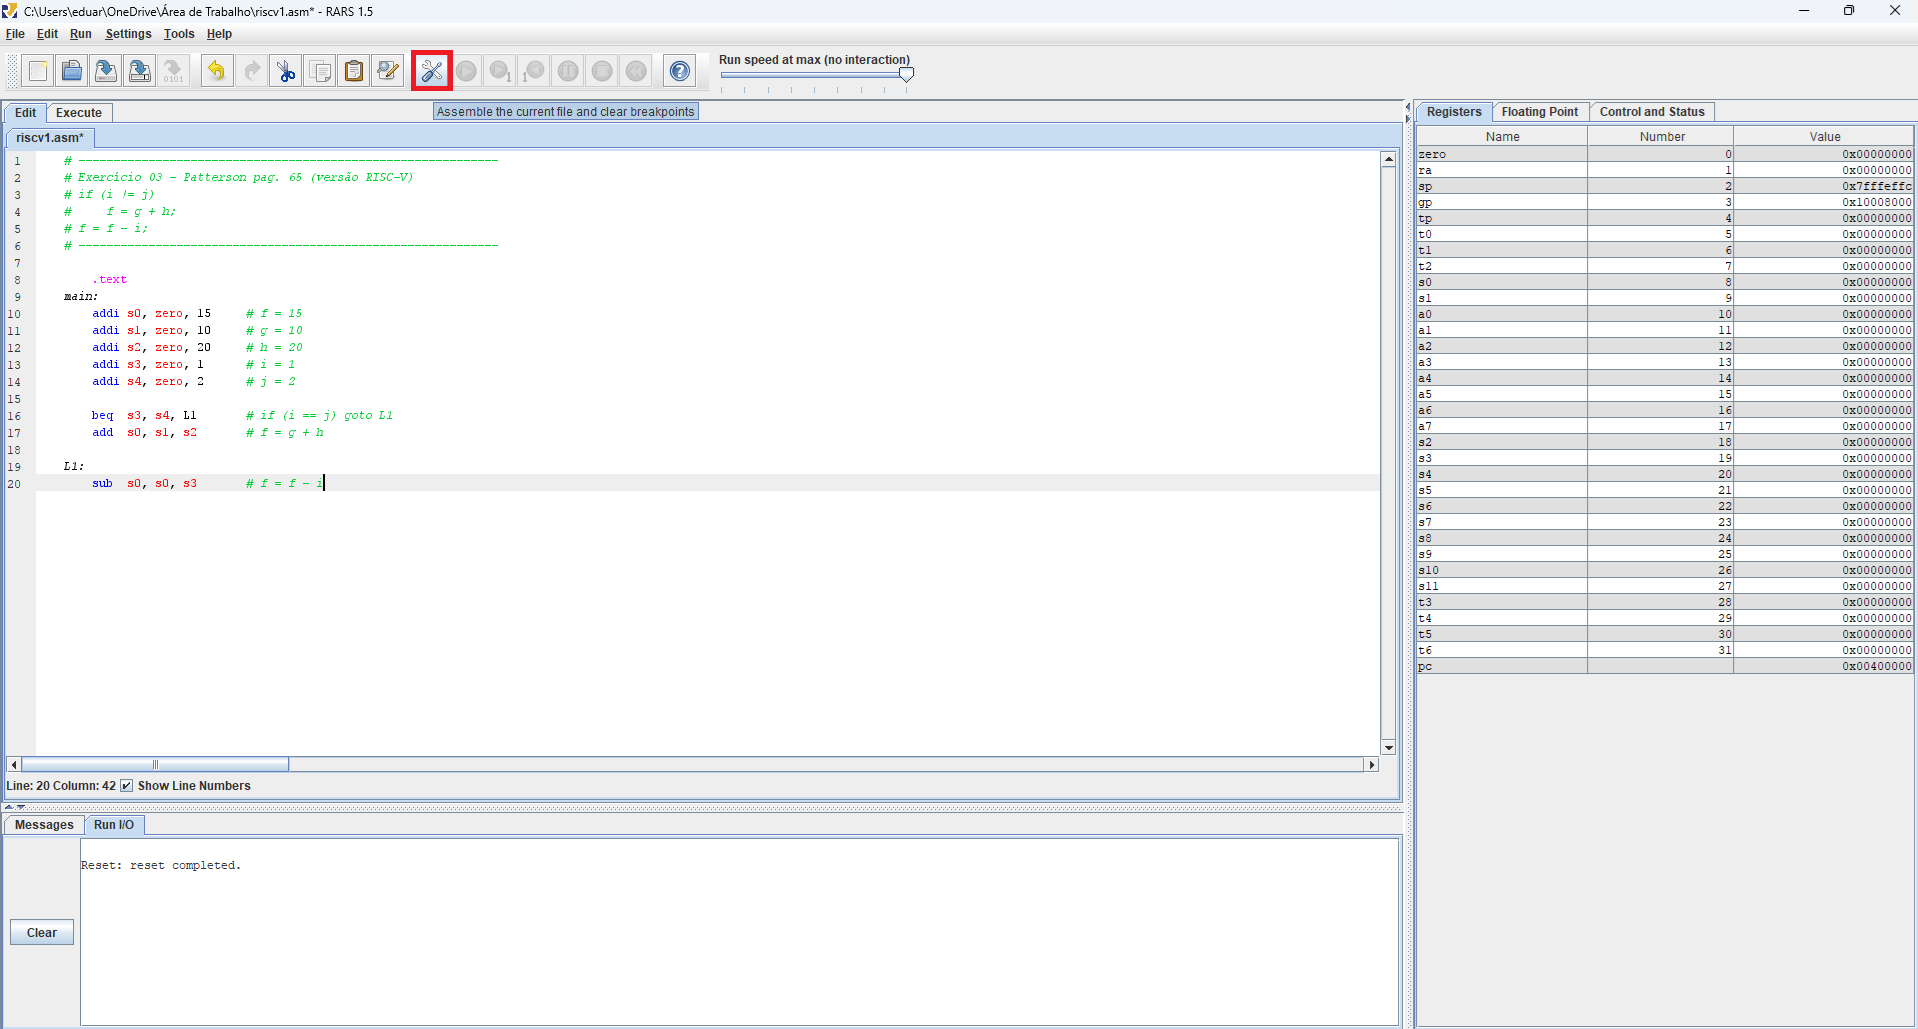 C:\Users\eduar\OneDrive\Área de Trabalho\riscv1.asm* - RARS 1.5
File Edit Run Settings Tools Help
Run speed at max (no interaction)
Edit Execute
Assemble the current file and clear breakpoints
riscv1.asm*
1 # ------------------------------------------------------------
2 # Exercício 03 - Patterson pag. 65 (versão RISC-V)
3 # if (i != j)
4 #     f = g + h;
5 # f = f - i;
6 # ------------------------------------------------------------
7
8     .text
9 main:
10     addi s0, zero, 15     # f = 15
11     addi s1, zero, 10     # g = 10
12     addi s2, zero, 20     # h = 20
13     addi s3, zero, 1      # i = 1
14     addi s4, zero, 2      # j = 2
15
16     beq  s3, s4, L1       # if (i == j) goto L1
17     add  s0, s1, s2       # f = g + h
18
19 L1:
20     sub  s0, s0, s3       # f = f - i
Line: 20 Column: 42 Show Line Numbers
Messages Run I/O
Reset: reset completed.
Clear
Registers Floating Point Control and Status
Name Number Value
zero 0 0x00000000
ra 1 0x00000000
sp 2 0x7fffeffc
gp 3 0x10008000
tp 4 0x00000000
t0 5 0x00000000
t1 6 0x00000000
t2 7 0x00000000
s0 8 0x00000000
s1 9 0x00000000
a0 10 0x00000000
a1 11 0x00000000
a2 12 0x00000000
a3 13 0x00000000
a4 14 0x00000000
a5 15 0x00000000
a6 16 0x00000000
a7 17 0x00000000
s2 18 0x00000000
s3 19 0x00000000
s4 20 0x00000000
s5 21 0x00000000
s6 22 0x00000000
s7 23 0x00000000
s8 24 0x00000000
s9 25 0x00000000
s10 26 0x00000000
s11 27 0x00000000
t3 28 0x00000000
t4 29 0x00000000
t5 30 0x00000000
t6 31 0x00000000
pc 0x00400000